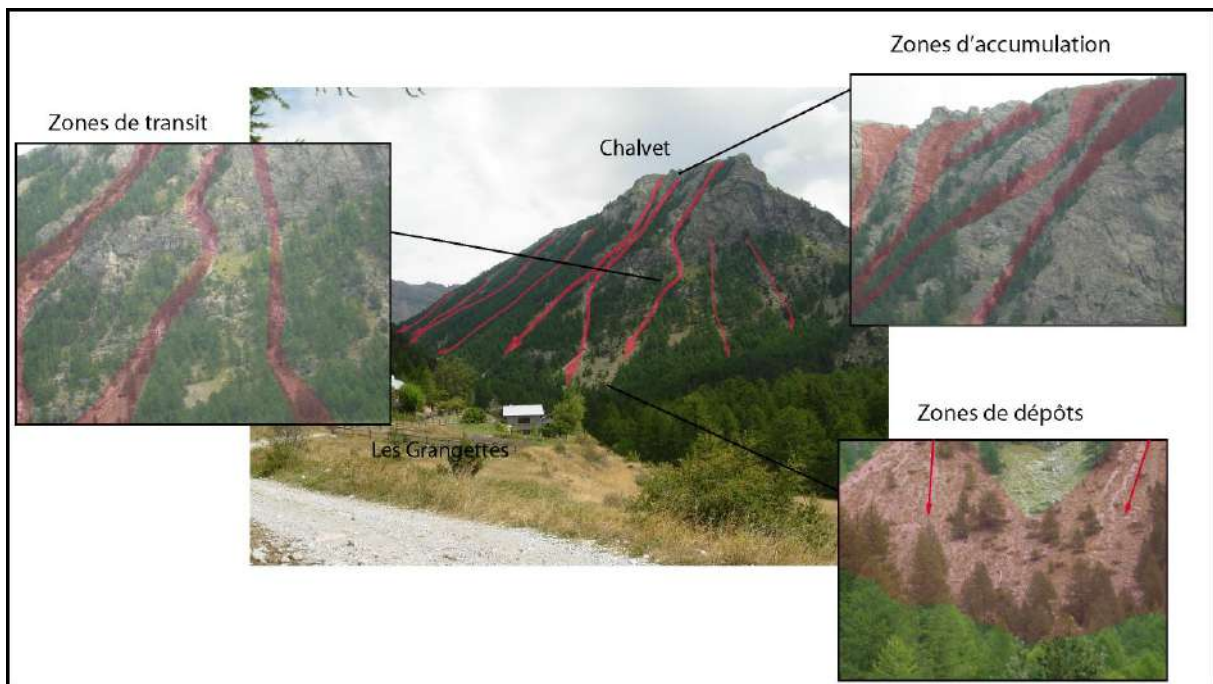 Zones d'accumulation
Zones de transit
Chalvet
Zones de dépôts
Les Grangettes